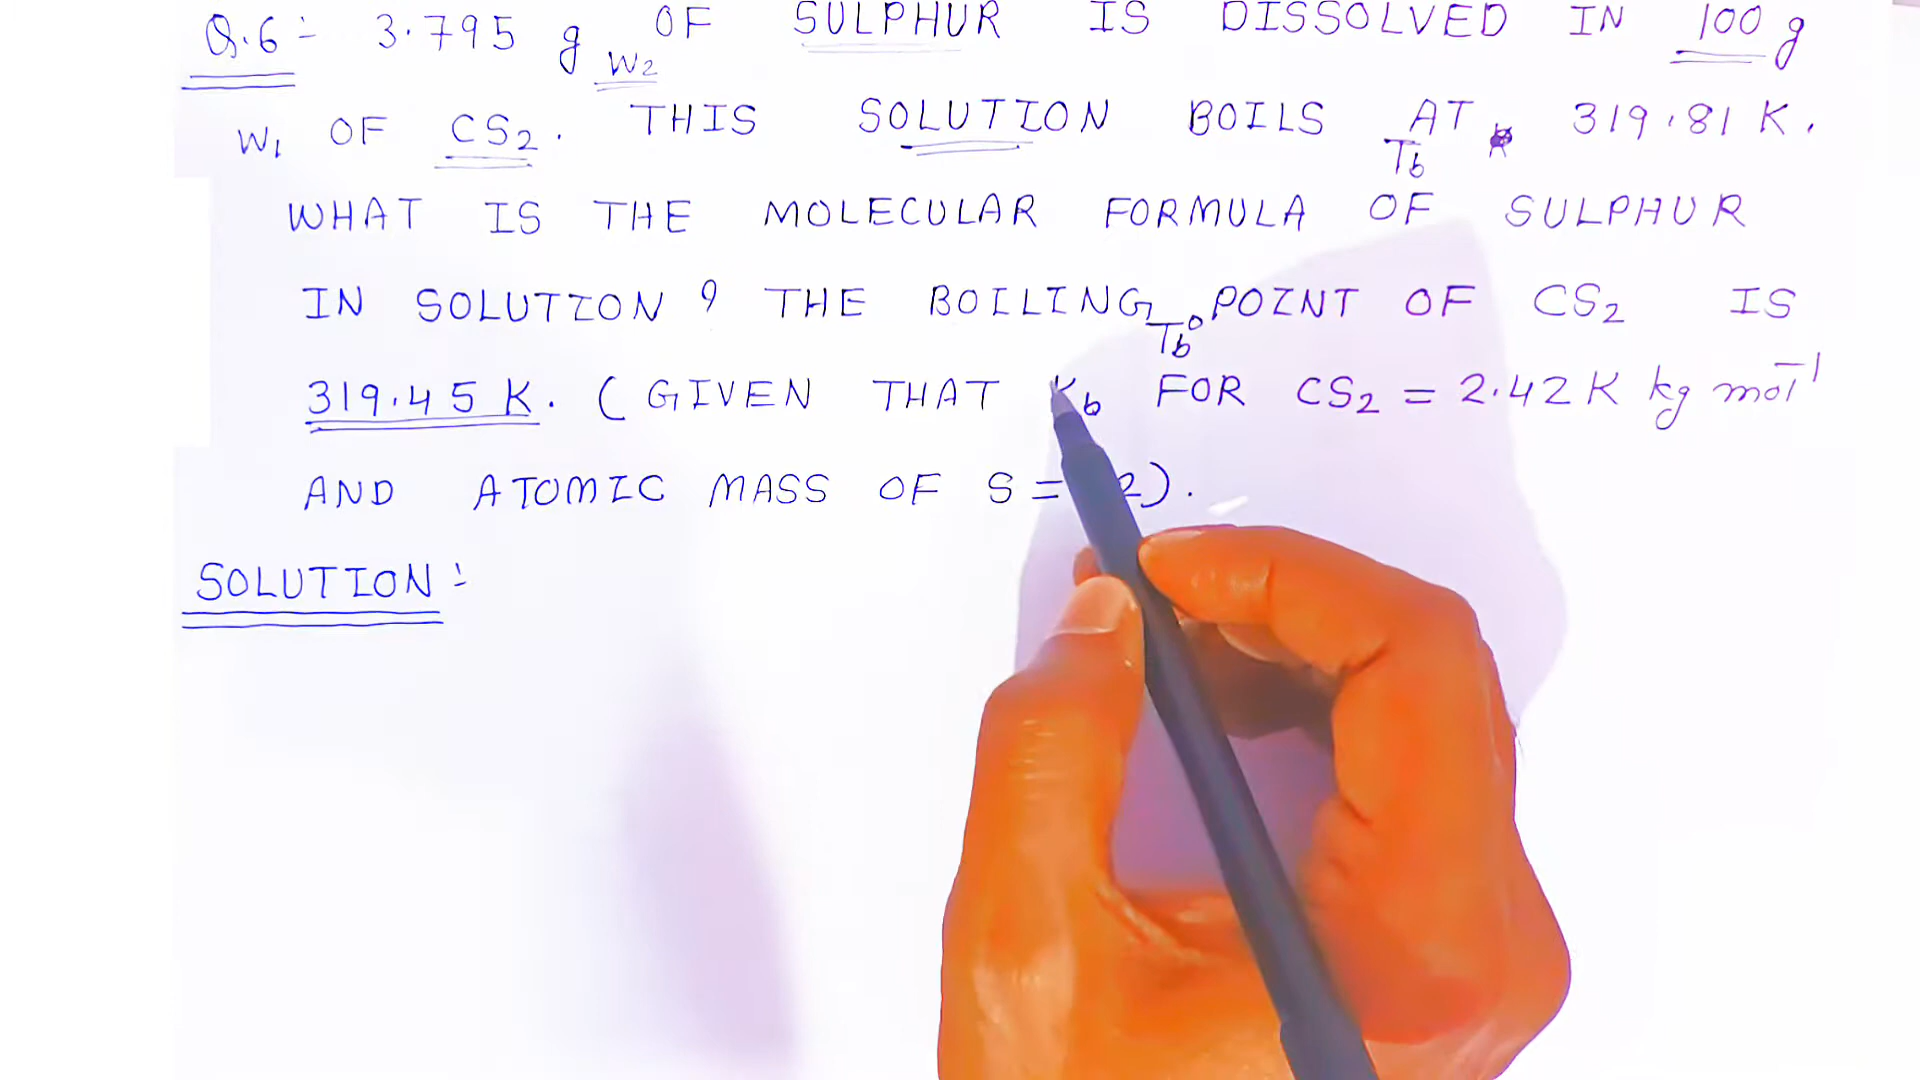 Q.6:- 3.795 g OF SULPHUR IS DISSOLVED IN 100 g
W2
W1 OF CS2. THIS SOLUTION BOILS AT 319.81 K.
Tb
WHAT IS THE MOLECULAR FORMULA OF SULPHUR
IN SOLUTION ? THE BOILING POINT OF CS2 IS
Tb°
319.45 K. (GIVEN THAT Kb FOR CS2 = 2.42 K kg mol-1
AND ATOMIC MASS OF S = 2).
SOLUTION:-